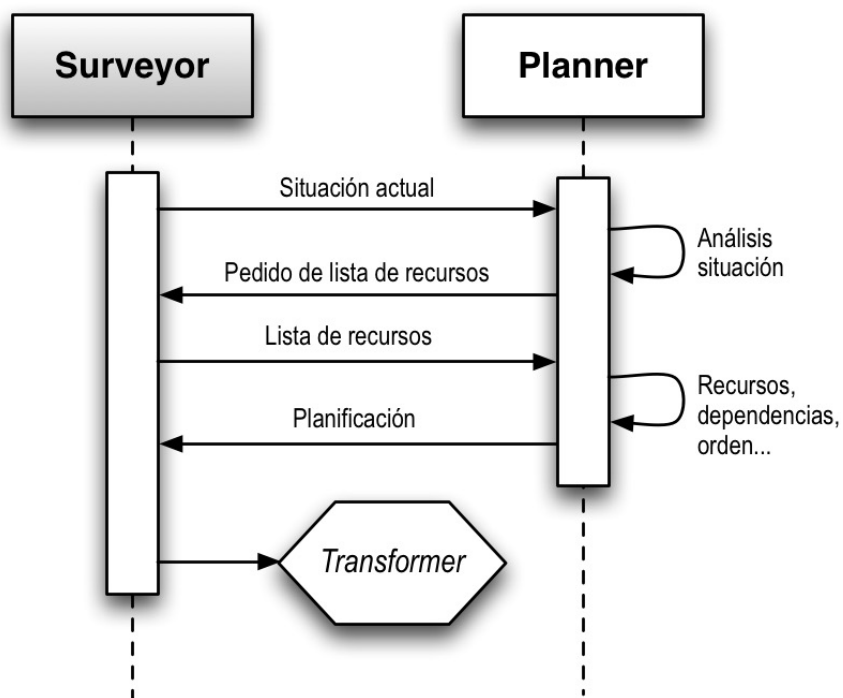 Surveyor
Planner
Situación actual
Análisis
situación
Pedido de lista de recursos
Lista de recursos
Recursos,
dependencias,
orden...
Planificación
Transformer